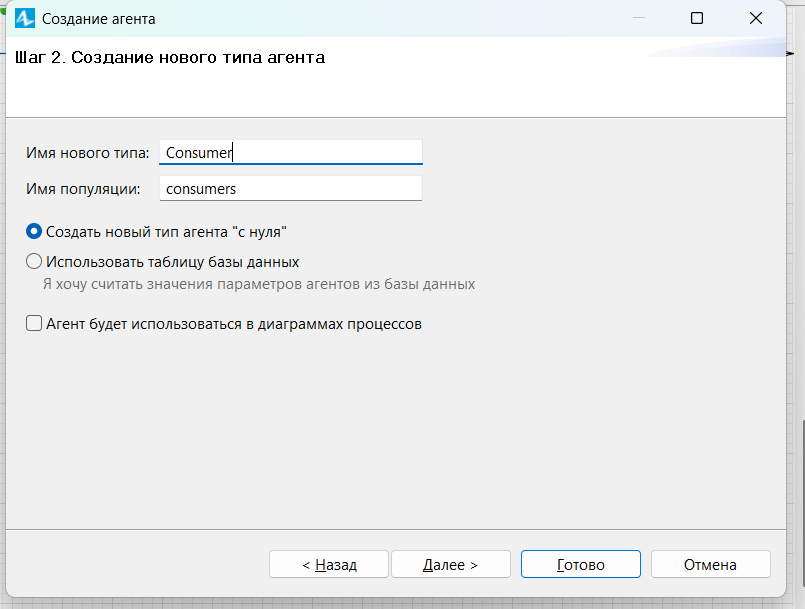 Создание агента
Шаг 2. Создание нового типа агента
Имя нового типа: Consumer
Имя популяции: consumers
Создать новый тип агента "с нуля"
Использовать таблицу базы данных
Я хочу считать значения параметров агентов из базы данных
Агент будет использоваться в диаграммах процессов
< Назад Далее > Готово Отмена